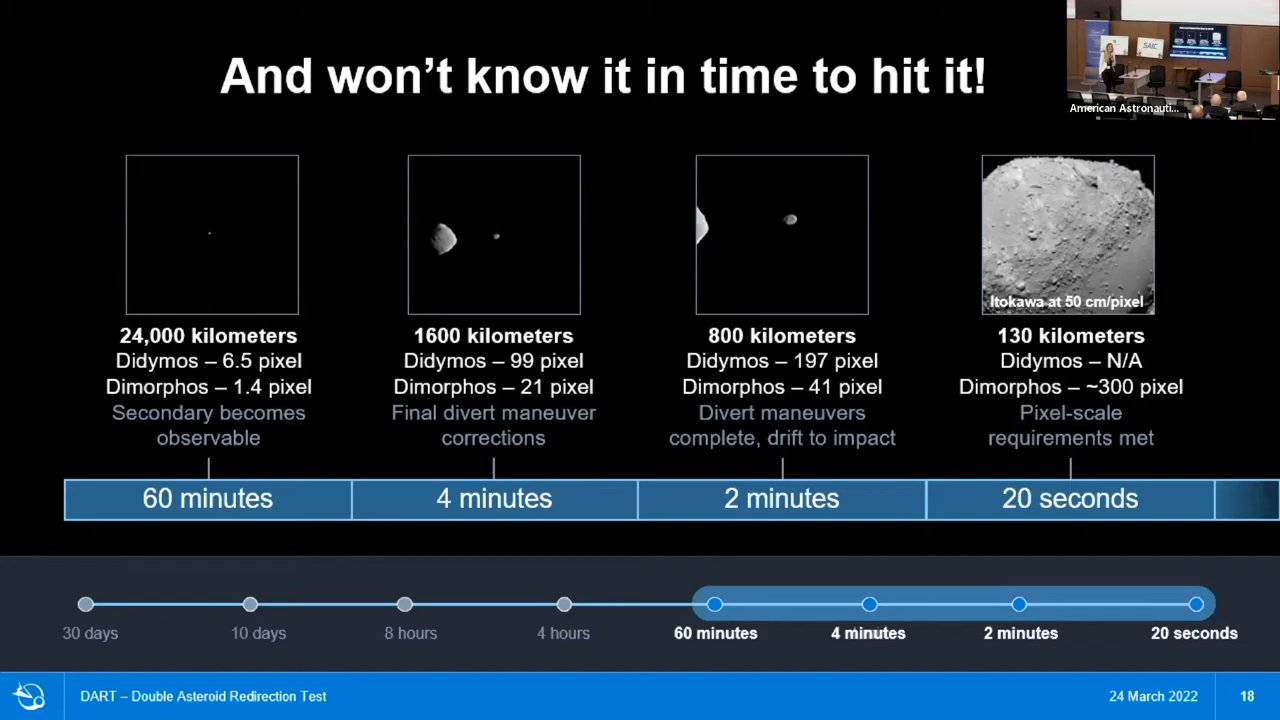 And won't know it in time to hit it!
SAIC
American Astronauti...
Itokawa at 50 cm/pixel
24,000 kilometers
Didymos – 6.5 pixel
Dimorphos – 1.4 pixel
Secondary becomes
observable
1600 kilometers
Didymos – 99 pixel
Dimorphos – 21 pixel
Final divert maneuver
corrections
800 kilometers
Didymos – 197 pixel
Dimorphos – 41 pixel
Divert maneuvers
complete, drift to impact
130 kilometers
Didymos – N/A
Dimorphos – ~300 pixel
Pixel-scale
requirements met
60 minutes
4 minutes
2 minutes
20 seconds
30 days
10 days
8 hours
4 hours
60 minutes
4 minutes
2 minutes
20 seconds
DART – Double Asteroid Redirection Test
24 March 2022
18